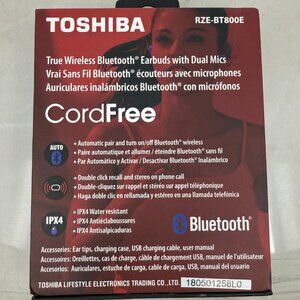 TOSHIBA
RZE-BT800E
True Wireless Bluetooth® Earbuds with Dual Mics
Vrai Sans Fil Bluetooth® écouteurs avec microphones
Auriculares inalámbricos Bluetooth® con micrófonos
CordFree
AUTO
• Automatic pair and turn on/off Bluetooth® wireless
• Paire automatique et allumer / éteindre Bluetooth® sans fil
• Par Automático y Activar / Desactivar Bluetooth® Inalámbrico
• Double click recall and stereo on phone call
• Double-cliquez sur rappel et stéréo sur appel téléphonique
• Haga doble clic en rellamada y estéreo en una llamada telefónica
IPX4
• IPX4 Water resistant
• IPX4 Antiéclaboussures
• IPX4 Antisalpicaduras
Bluetooth®
Accessories: Ear tips, charging case, USB charging cable, user manual
Accessoires: Oreillettes, cas de charge, câble de chargement USB, manuel de l'utilisateur
Accesorios: Auriculares, estuche de carga, cable de carga, USB, manual del usuario
TOSHIBA LIFESTYLE ELECTRONICS TRADING CO., LTD.
180501258L0